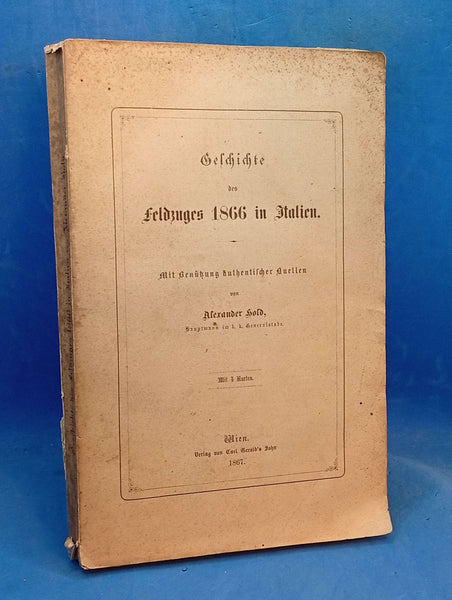 Geschichte
des
Feldzuges 1866 in Italien.
Mit Benützung authentischer Quellen
von
Alexander Hold,
Hauptmann im k. k. Generalstabe.
Mit Karten.
Wien.
Verlag von Carl Gerold's Sohn
1867.